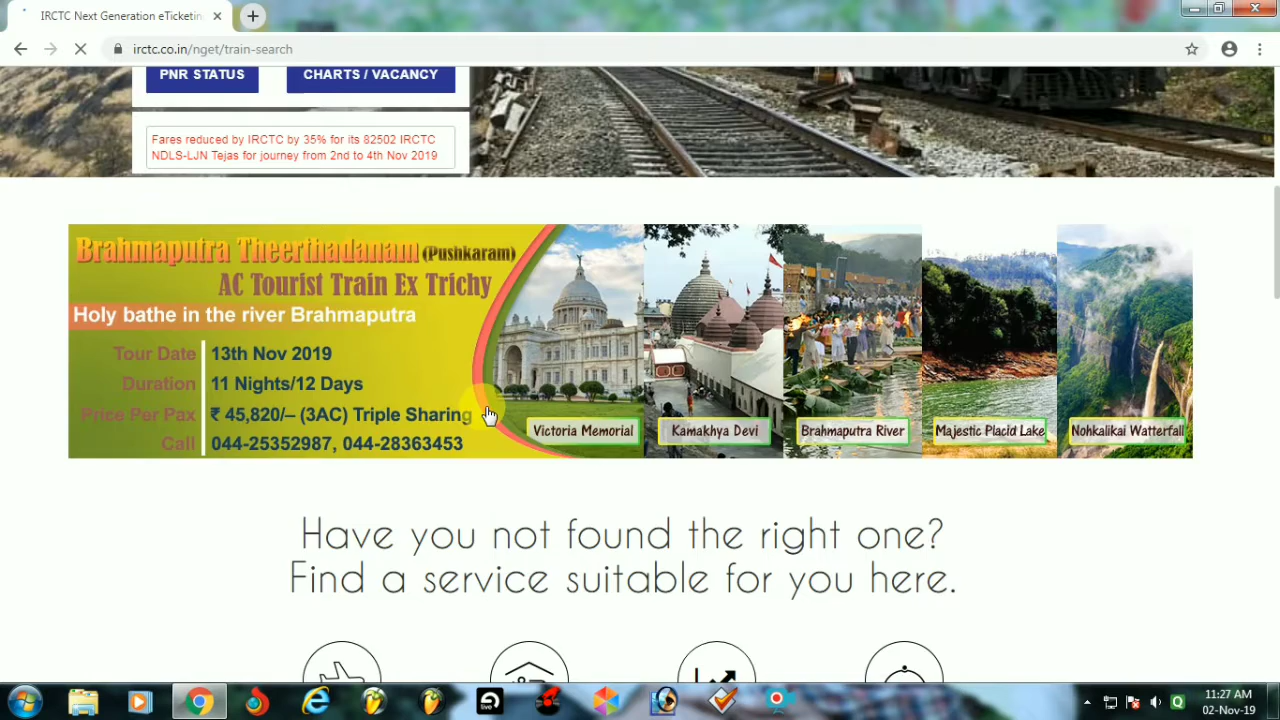 IRCTC Next Generation eTicketin
irctc.co.in/nget/train-search
PNR STATUS
CHARTS / VACANCY
Fares reduced by IRCTC by 35% for its 82502 IRCTC
NDLS-LJN Tejas for journey from 2nd to 4th Nov 2019
Brahmaputra Theerthadanam (Pushkaram)
AC Tourist Train Ex Trichy
Holy bathe in the river Brahmaputra
Tour Date 13th Nov 2019
Duration 11 Nights/12 Days
Price Per Pax ₹ 45,820/– (3AC) Triple Sharing
Call 044-25352987, 044-28363453
Victoria Memorial
Kamakhya Devi
Brahmaputra River
Majestic Placid Lake
Nohkalikai Watterfall
Have you not found the right one?
Find a service suitable for you here.
live
11:27 AM
02-Nov-19